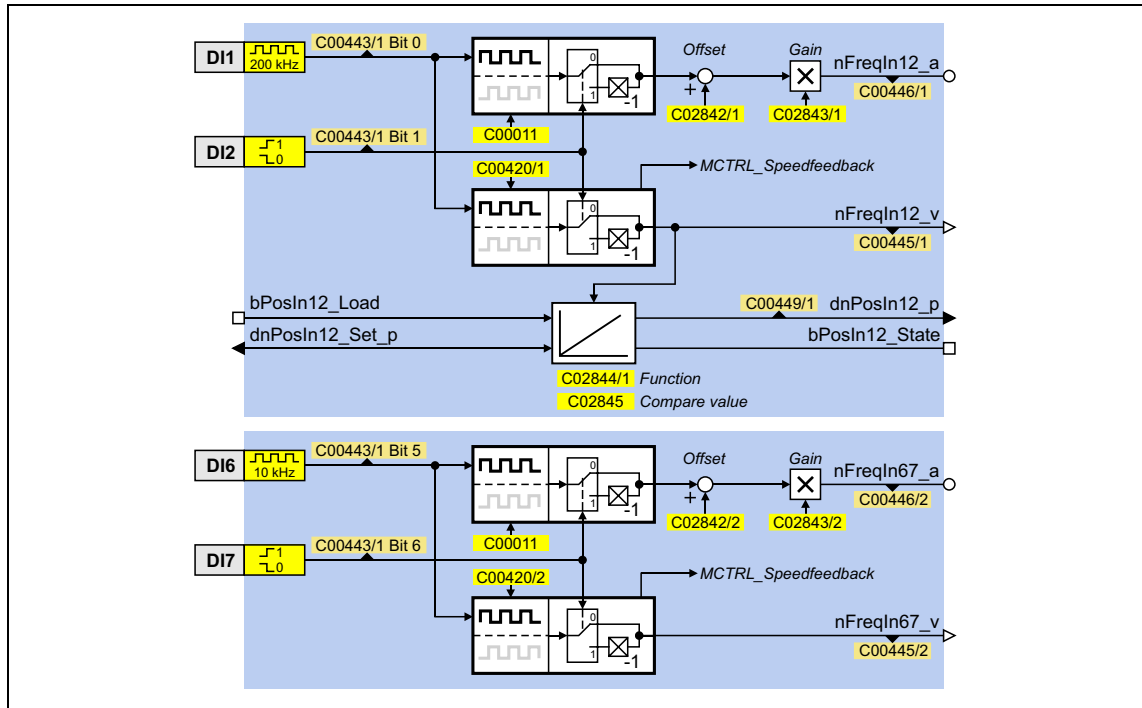 C00443/1 Bit 0
Offset
Gain
nFreqIn12_a
DI1
200 kHz
0
1
-1
+
C00446/1
C02842/1
C02843/1
C00011
C00443/1 Bit 1
DI2
1
0
C00420/1
MCTRL_Speedfeedback
0
1
-1
nFreqIn12_v
C00445/1
bPosIn12_Load
C00449/1
dnPosIn12_p
dnPosIn12_Set_p
bPosIn12_State
C02844/1 Function
C02845 Compare value
C00443/1 Bit 5
Offset
Gain
nFreqIn67_a
DI6
10 kHz
0
1
-1
+
C00446/2
C02842/2
C02843/2
C00011
C00443/1 Bit 6
DI7
1
0
C00420/2
MCTRL_Speedfeedback
0
1
-1
nFreqIn67_v
C00445/2